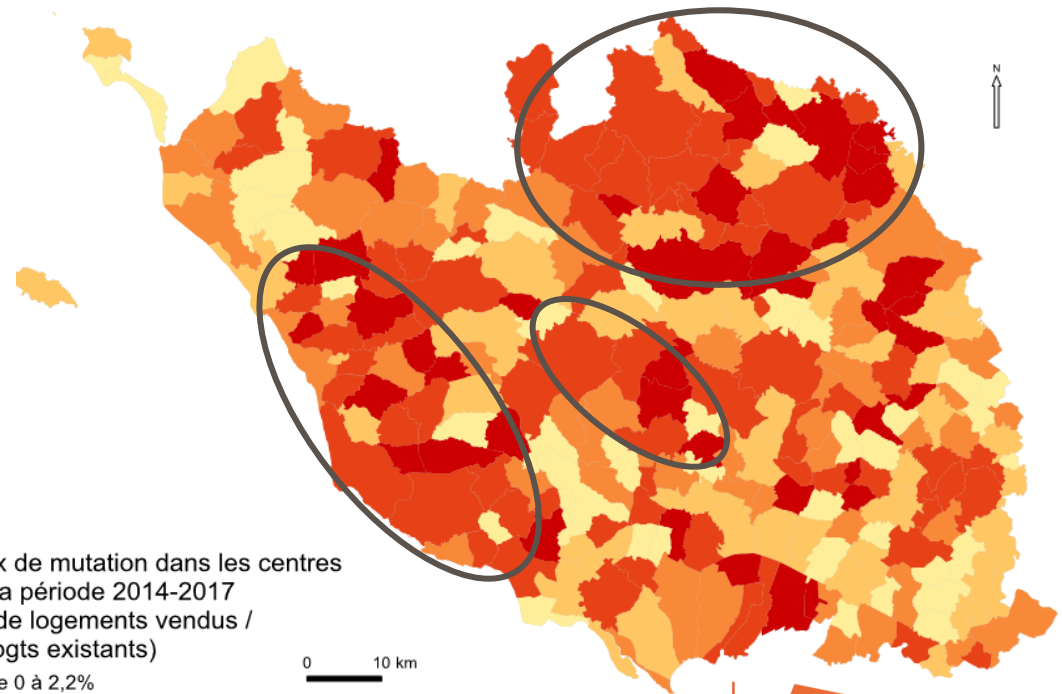 N
x de mutation dans les centres
a période 2014-2017
de logements vendus /
ogts existants)
e 0 à 2,2%
0 10 km